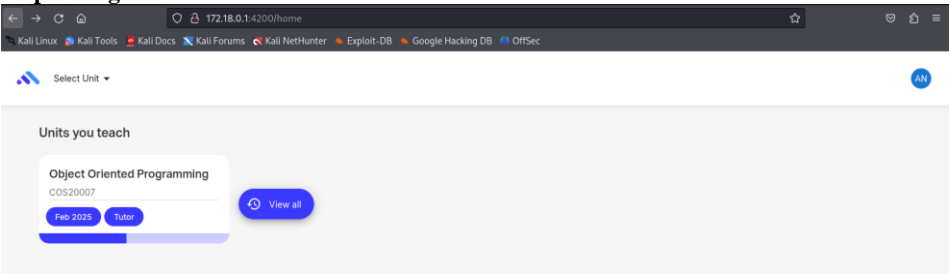 172.18.0.1:4200/home
Kali Linux Kali Tools Kali Docs Kali Forums Kali NetHunter Exploit-DB Google Hacking DB OffSec
Select Unit AN
Units you teach
Object Oriented Programming
COS20007
View all
Feb 2025 Tutor